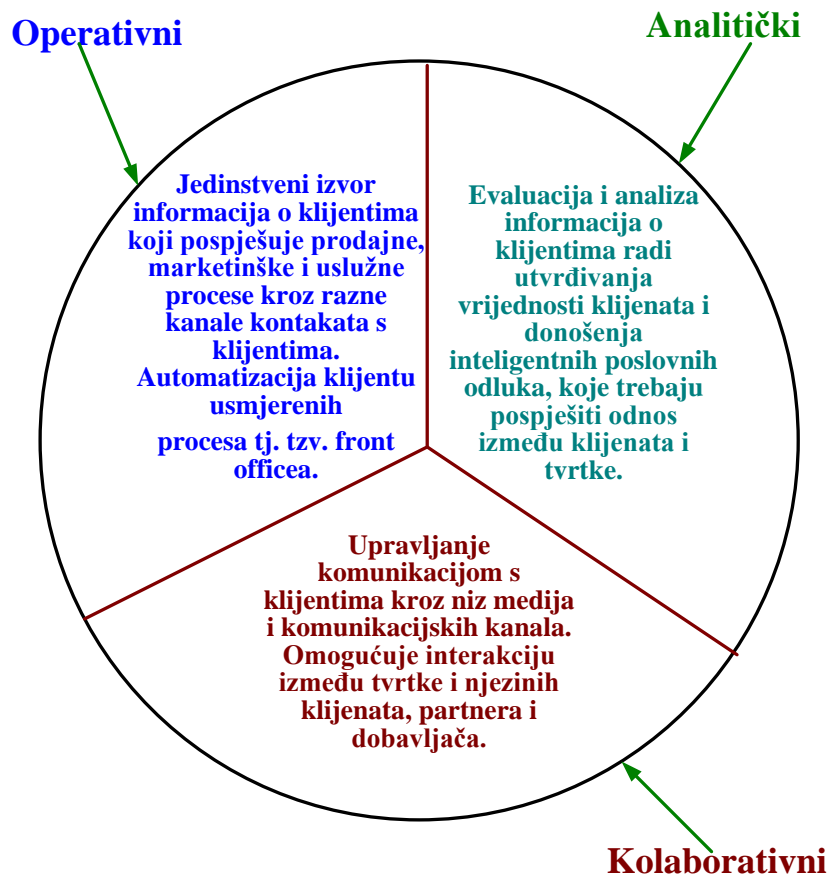 Operativni
Analitički
Jedinstveni izvor
informacija o klijentima
koji pospješuje prodajne,
marketinške i uslužne
procese kroz razne
kanale kontakata s
klijentima.
Automatizacija klijentu
usmjerenih
procesa tj. tzv. front
officea.
Evaluacija i analiza
informacija o
klijentima radi
utvrđivanja
vrijednosti klijenata i
donošenja
inteligentnih poslovnih
odluka, koje trebaju
pospješiti odnos
između klijenata i
tvrtke.
Upravljanje
komunikacijom s
klijentima kroz niz medija
i komunikacijskih kanala.
Omogućuje interakciju
između tvrtke i njezinih
klijenata, partnera i
dobavljača.
Kolaborativni